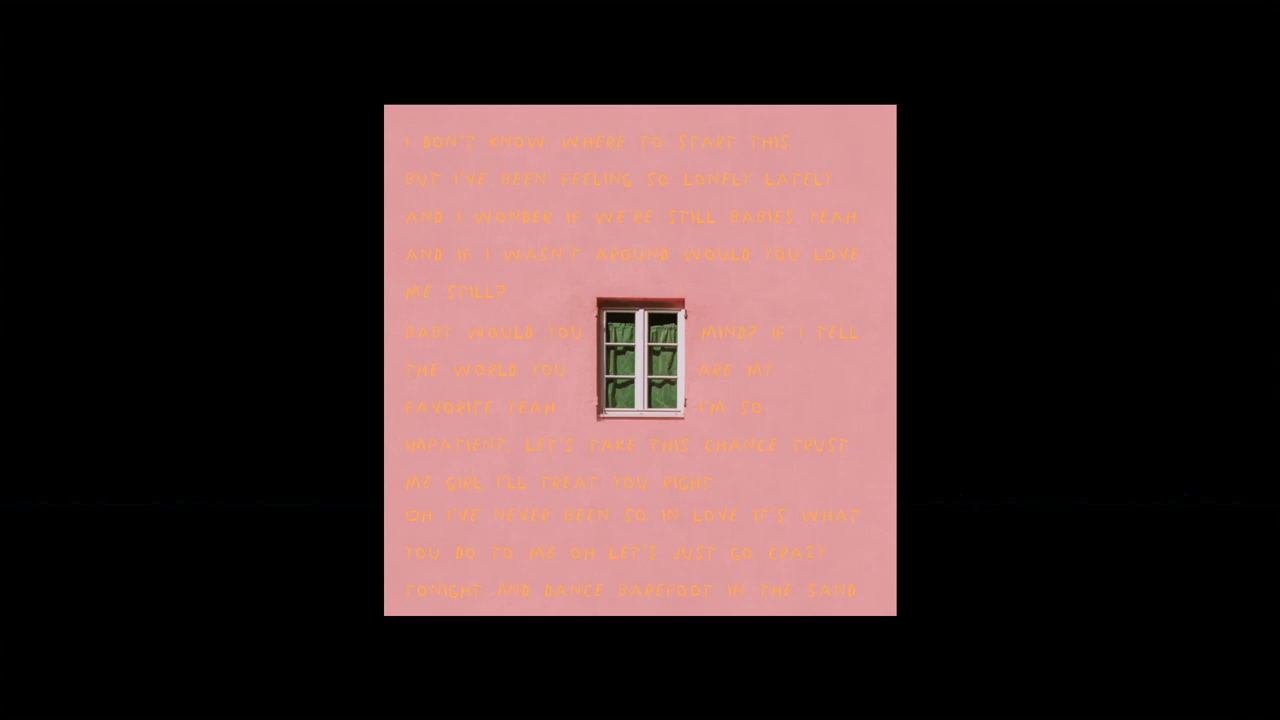 I DON'T KNOW WHERE TO START THIS
BUT I'VE BEEN FEELING SO LONELY LATELY
AND I WONDER IF WE'RE STILL BABIES YEAH
AND IF I WASN'T AROUND WOULD YOU LOVE
ME STILL?
BABY WOULD YOU MIND? IF I TELL
THE WORLD YOU ARE MY
FAVORITE YEAH I'M SO
IMPATIENT, LET'S TAKE THIS CHANCE TRUST
ME GIRL I'LL TREAT YOU RIGHT
OH I'VE NEVER BEEN SO IN LOVE IT'S WHAT
YOU DO TO ME OH LET'S JUST GO CRAZY
TONIGHT AND DANCE BAREFOOT IN THE SAND